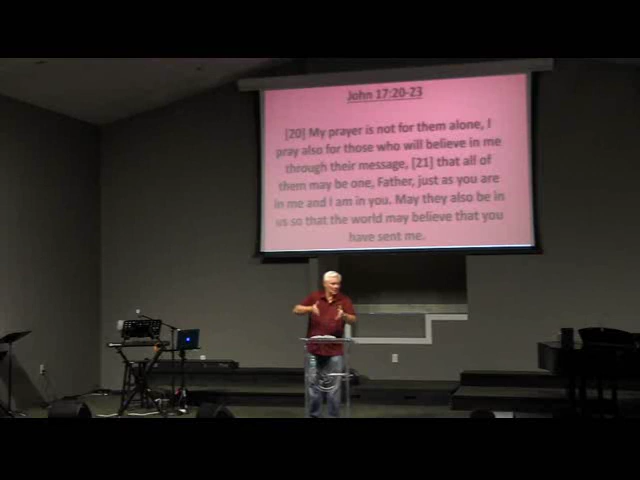 John 17:20-23
[20] My prayer is not for them alone, I
pray also for those who will believe in me
through their message, [21] that all of
them may be one, Father, just as you are
in me and I am in you. May they also be in
us so that the world may believe that you
have sent me.